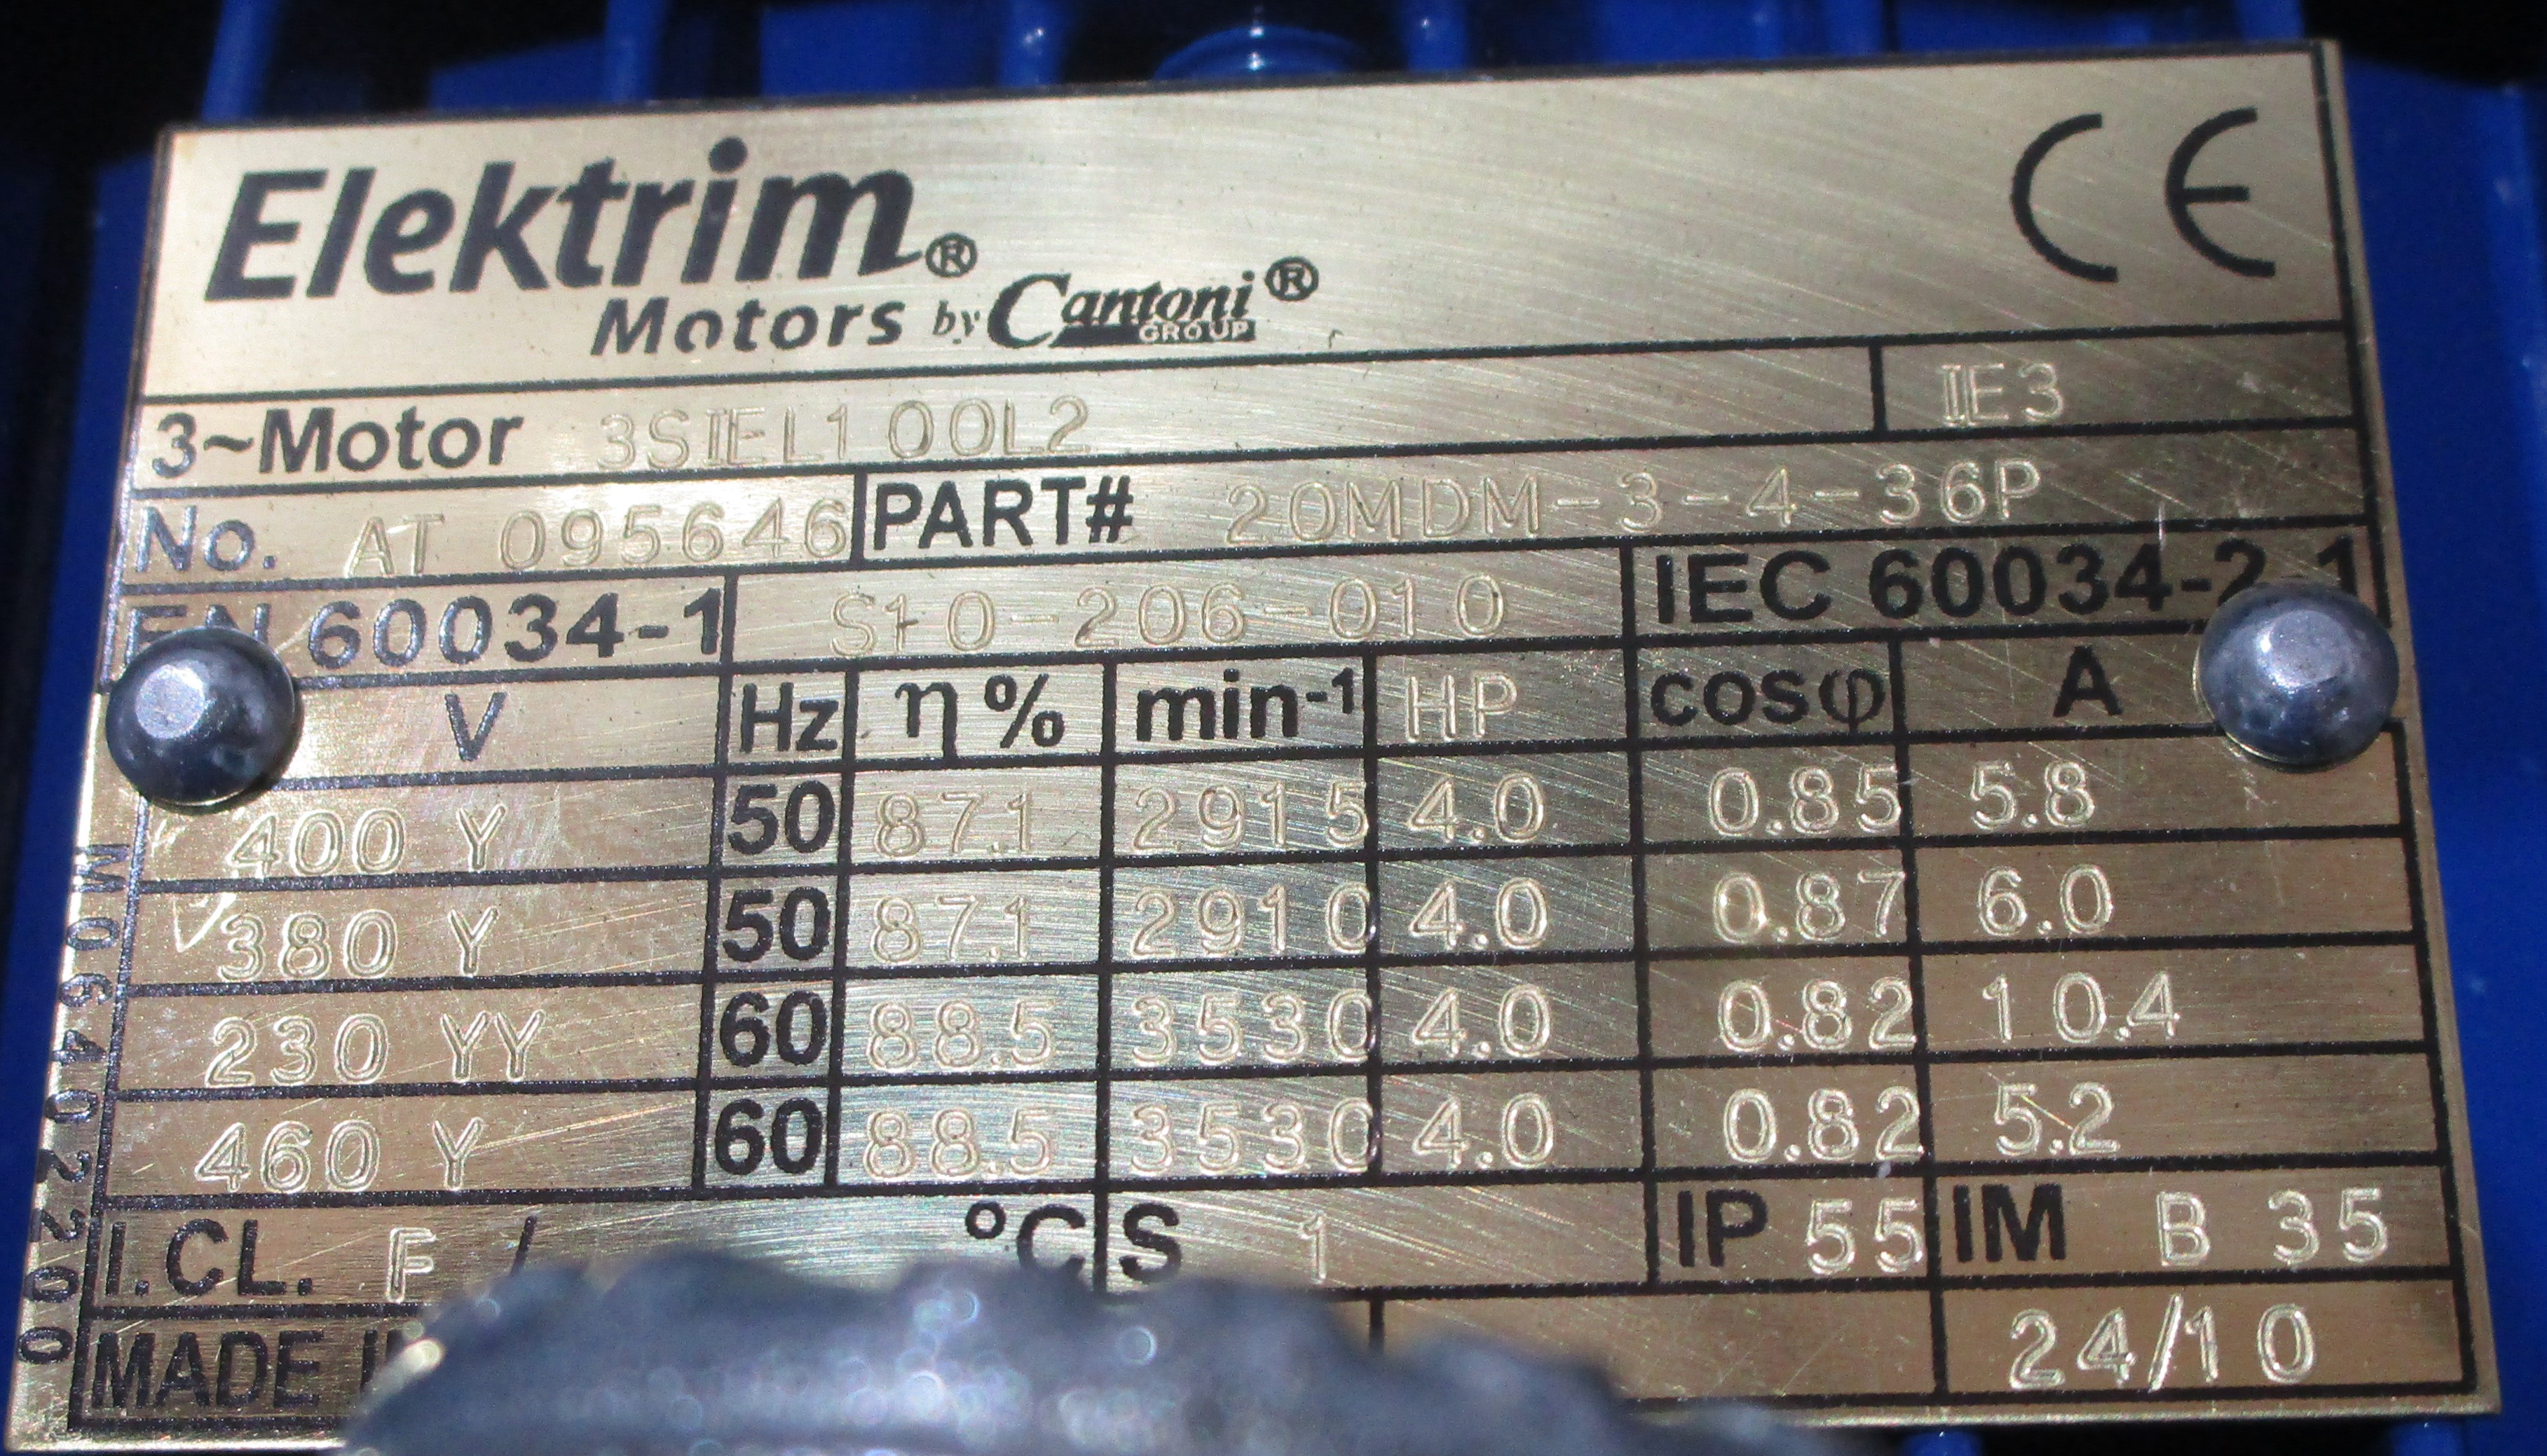 Elektrim®
Motors by Cantoni®
GROUP
CE
3~Motor 3SIEL100L2 IE3
No. AT 095646 PART# 20MDM-3-4-36P
EN 60034-1 S10-206-010 IEC 60034-2-1
V Hz η% min-1 HP cosφ A
400 Y 50 87.1 2915 4.0 0.85 5.8
380 Y 50 87.1 2910 4.0 0.87 6.0
230 YY 60 88.5 3530 4.0 0.82 10.4
460 Y 60 88.5 3530 4.0 0.82 5.2
I.CL. F / °C S 1 IP 55 IM B 35
MADE 24/10
M064022200